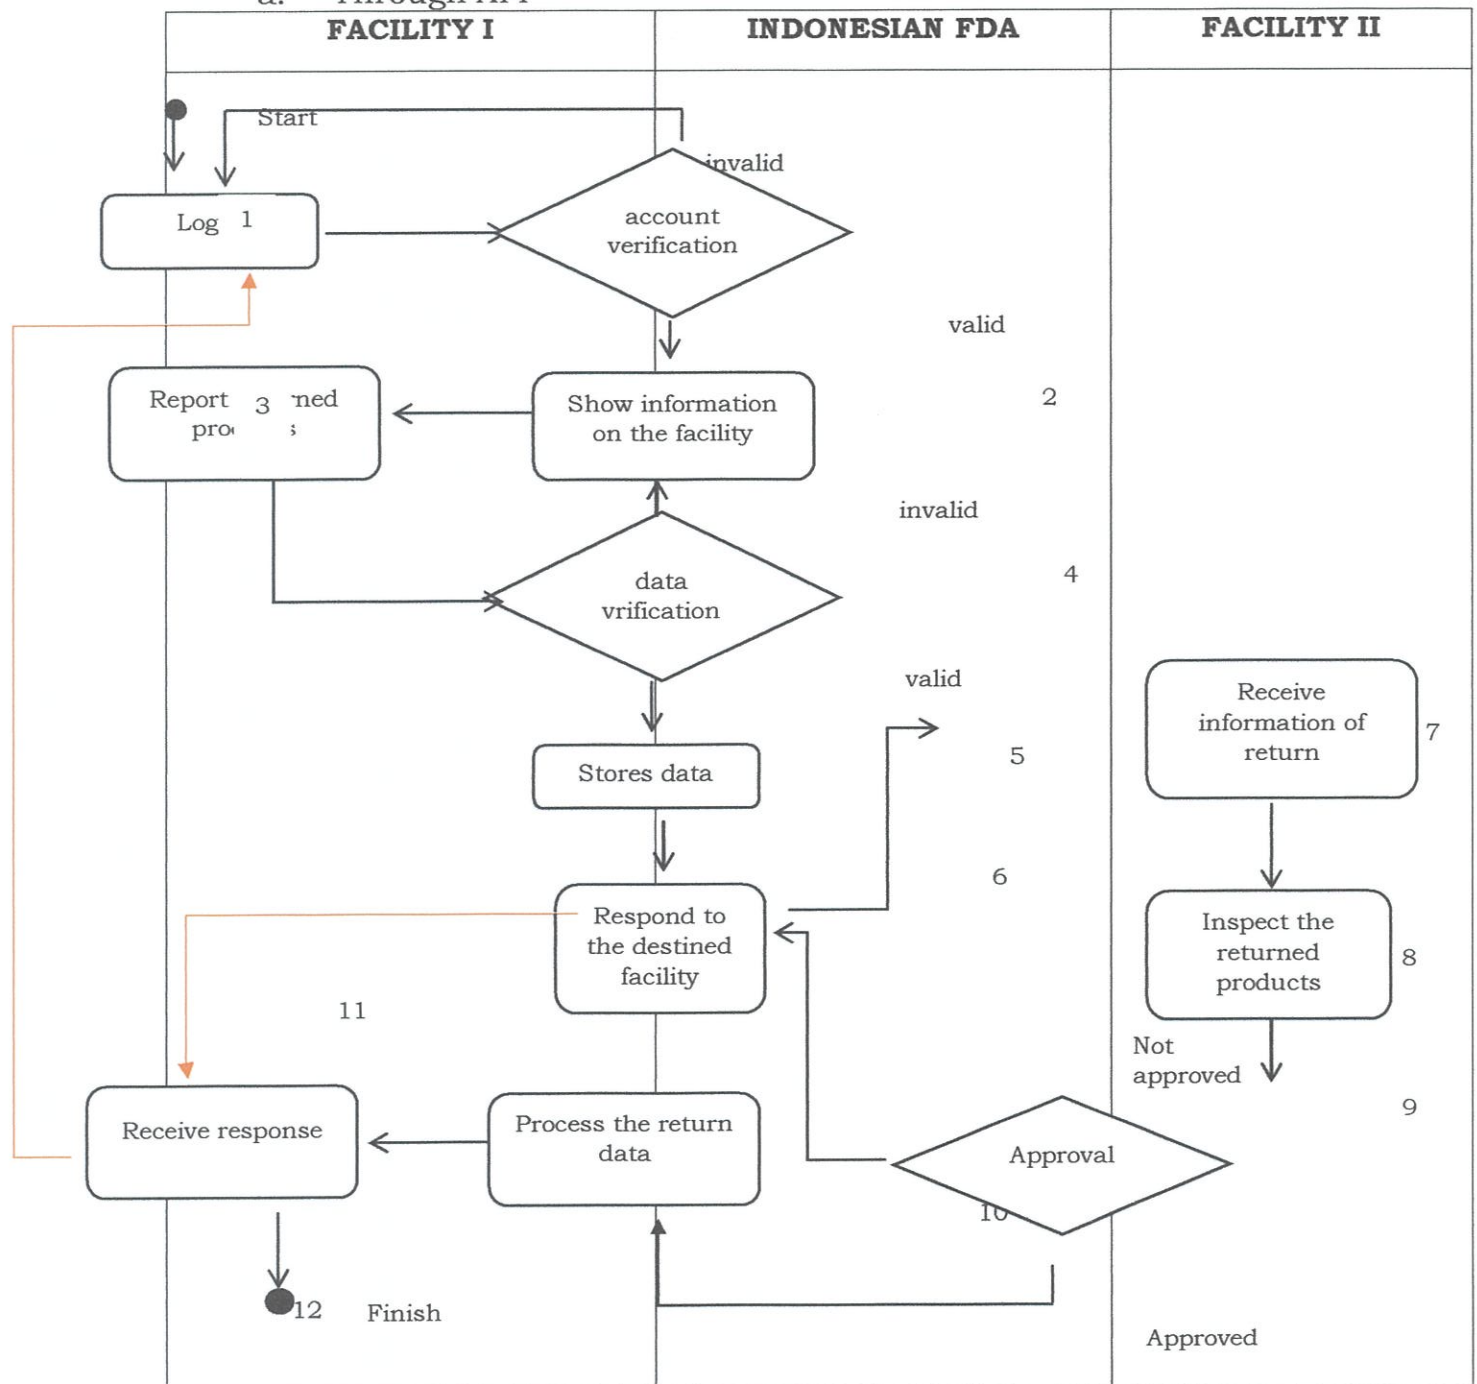 FACILITY I
INDONESIAN FDA
FACILITY II
Start
invalid
Log 1
account
verification
valid
Report
3
Show information
on the facility
2
invalid
data
vrification
4
valid
Receive
information of
return
7
Stores data
5
6
Respond to
the destined
facility
Inspect the
returned
products
8
11
Not
approved
9
Receive response
Process the return
data
Approval
10
12 Finish
Approved